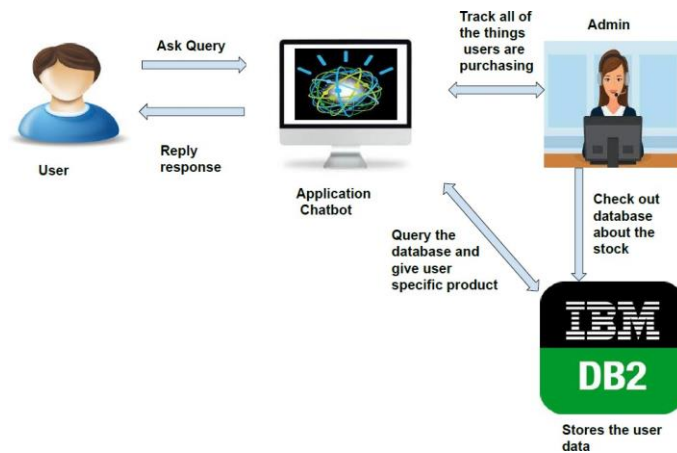 Ask Query
Reply
response
User
Application
Chatbot
Track all of
the things
users are
purchasing
Admin
Query the
database and
give user
specific product
Check out
database
about the
stock
IBM
DB2
Stores the user
data